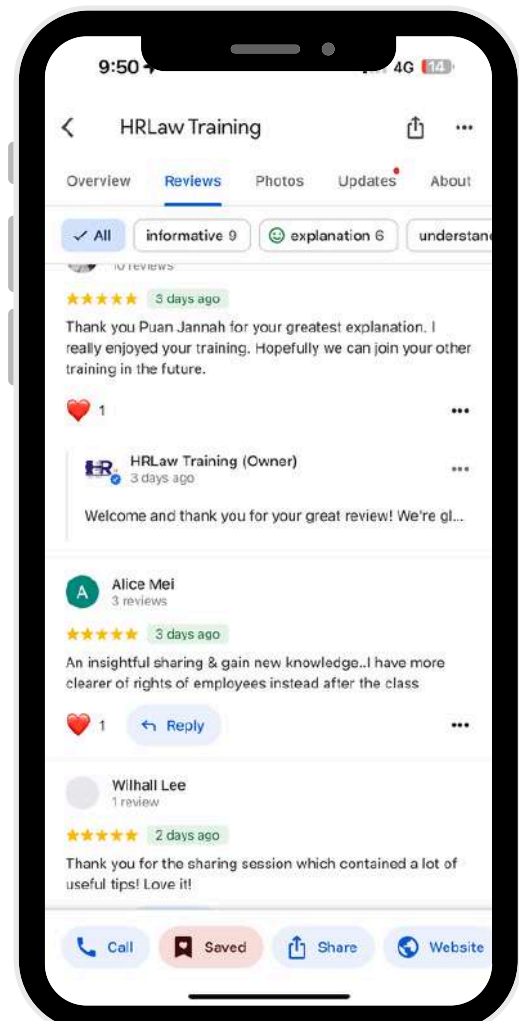 9:50
4G 14
HRLaw Training
Overview Reviews Photos Updates About
All informative 9 explanation 6 understan
10 reviews
3 days ago
Thank you Puan Jannah for your greatest explanation. I
really enjoyed your training. Hopefully we can join your other
training in the future.
1
HR
HRLaw Training (Owner)
3 days ago
Welcome and thank you for your great review! We're gl...
A
Alice Mei
3 reviews
3 days ago
An insightful sharing & gain new knowledge..I have more
clearer of rights of employees instead after the class
1 Reply
Wilhall Lee
1 review
2 days ago
Thank you for the sharing session which contained a lot of
useful tips! Love it!
Call Saved Share Website